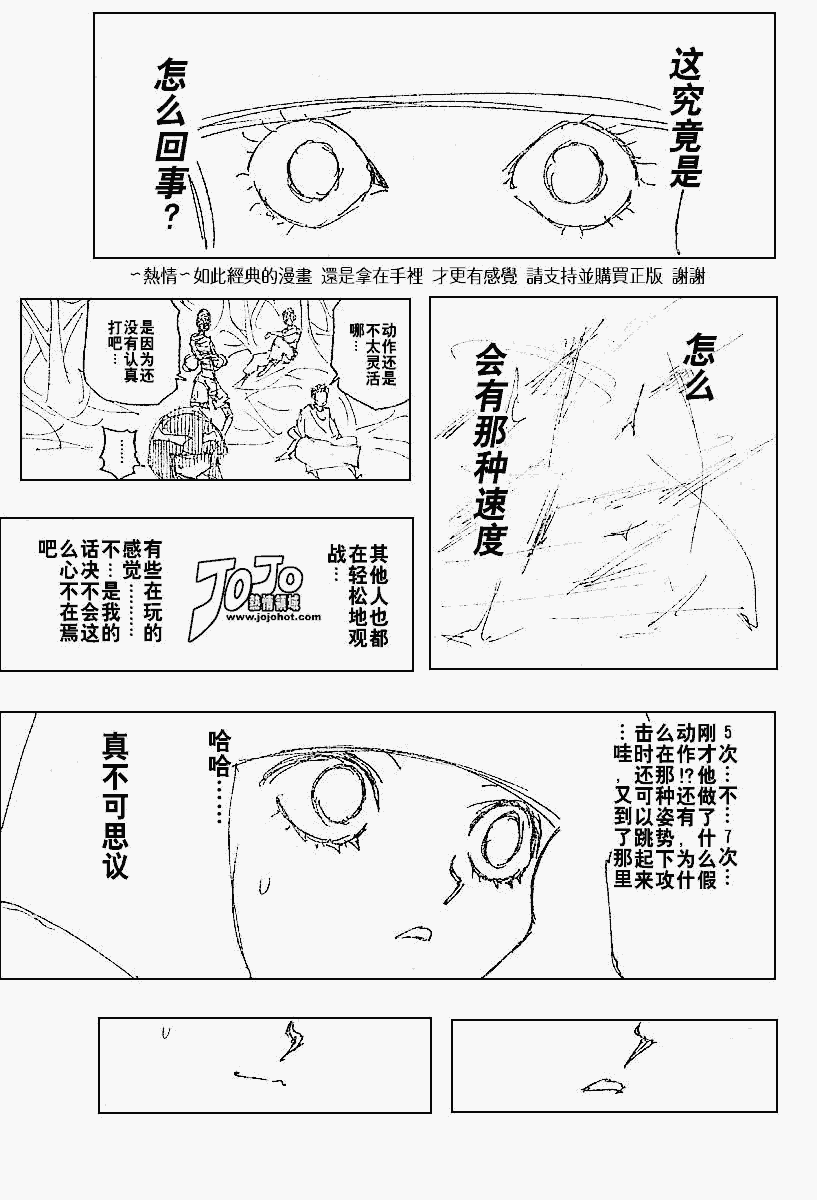 这究竟是
怎么回事?
~熱情~如此經典的漫畫 還是拿在手裡 才更有感覺 請支持並購買正版 謝謝
怎么
会有那种速度
动作还是
不太灵活
哪…
是因为还
没有认真
打吧…
……
其他人也都
在轻松地观
战…
JoJo
熱情領域
www.jojohot.com
有些在玩的
感觉………
不…是我的
话决不会这
么心不在焉
吧
5次…不…7次…
刚才他做了什么假
动作!?还有,为什
么在那种姿势下攻
击时还可以跳起来
…哇,又到了那里
哈哈……
真不可思议